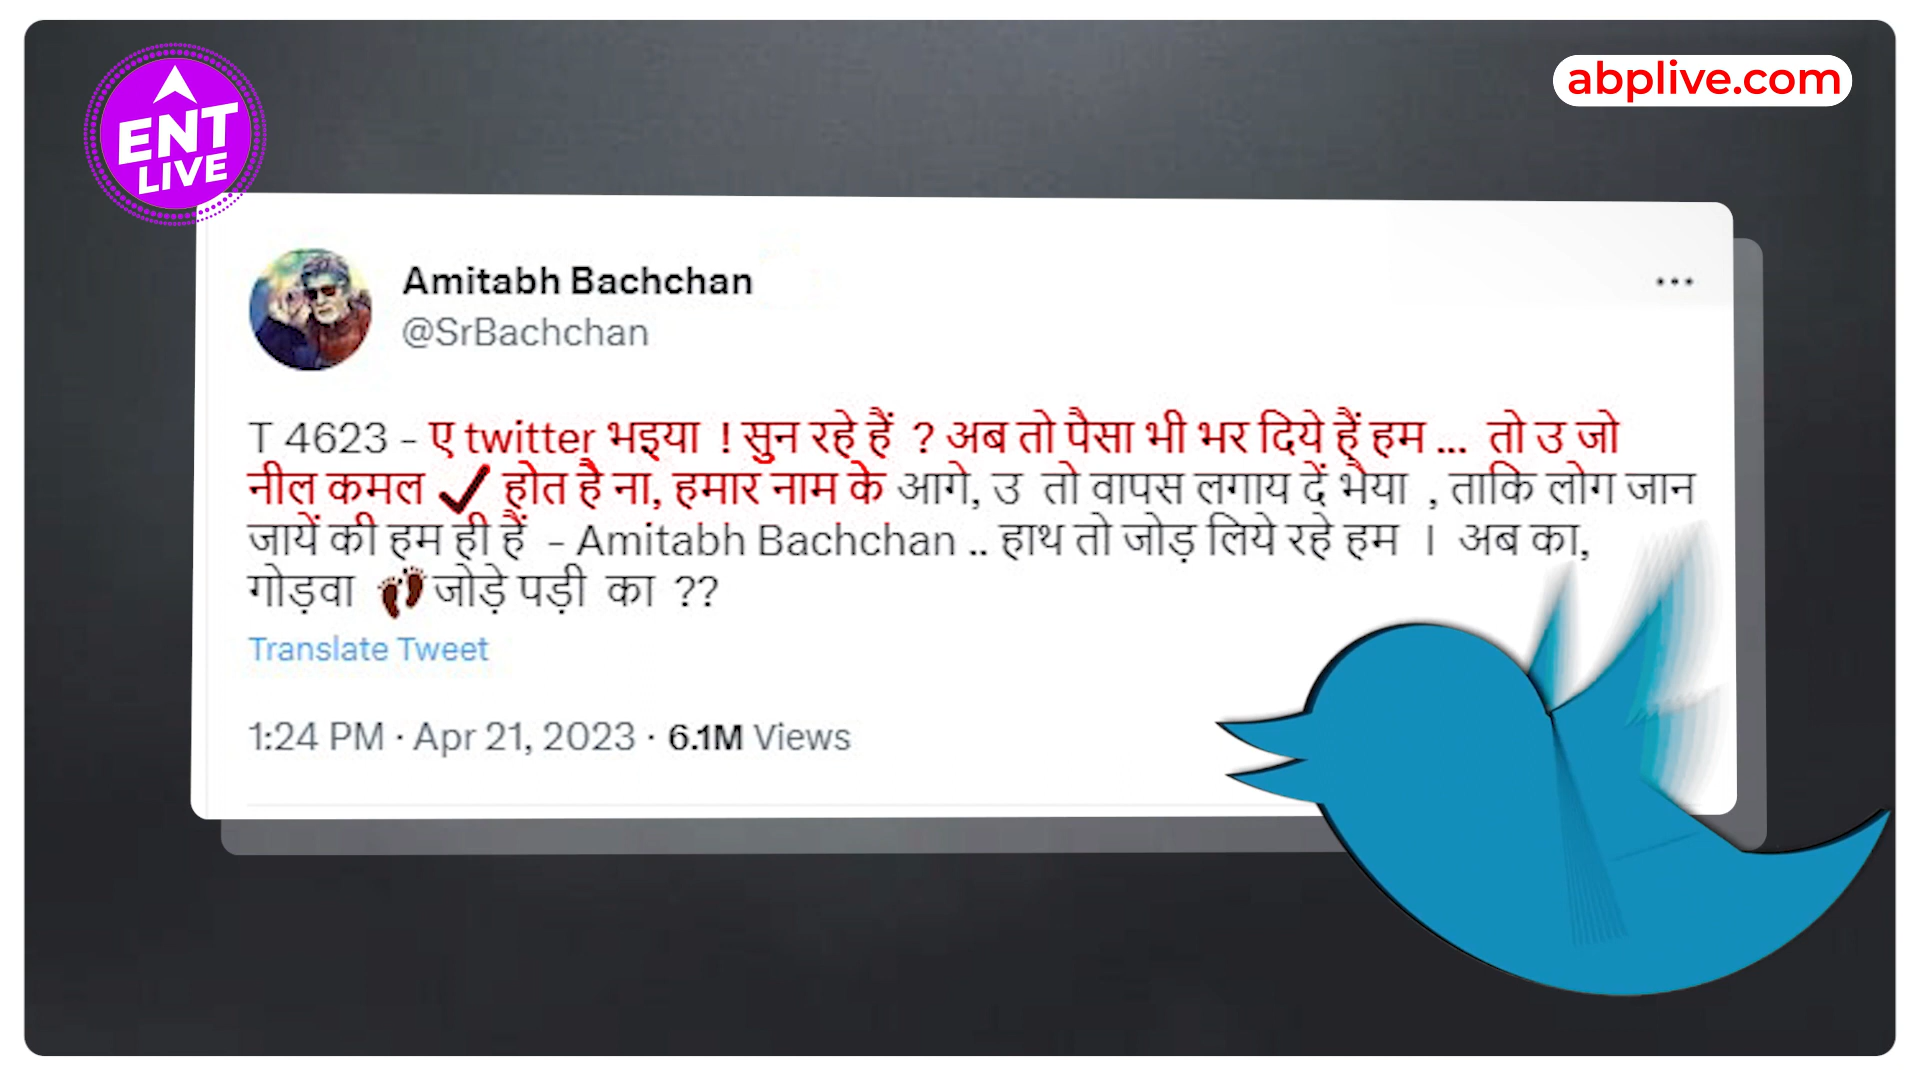 ENT
LIVE
abplive.com
Amitabh Bachchan
@SrBachchan
T 4623 - ए twitter भइया ! सुन रहे हैं ? अब तो पैसा भी भर दिये हैं हम ... तो उ जो
नील कमल ✔ होत है ना, हमार नाम के आगे, उ तो वापस लगाय दें भैया , ताकि लोग जान
जायें की हम ही हैं - Amitabh Bachchan .. हाथ तो जोड़ लिये रहे हम । अब का,
गोड़वा 👣 जोड़े पड़ी का ??
Translate Tweet
1:24 PM · Apr 21, 2023 · 6.1M Views